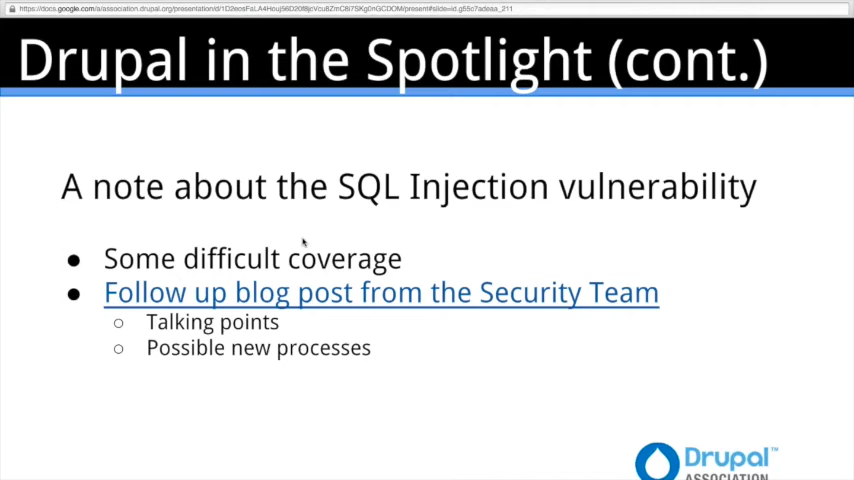 https://docs.google.com/a/association.drupal.org/presentation/d/1D2eosFaLA4Houj56D20f8jcVcu8ZmC8i7SKg0nGCDOM/present#slide=id.g55c7adeaa_211
Drupal in the Spotlight (cont.)
A note about the SQL Injection vulnerability
● Some difficult coverage
● Follow up blog post from the Security Team
○ Talking points
○ Possible new processes
Drupal™
ASSOCIATION